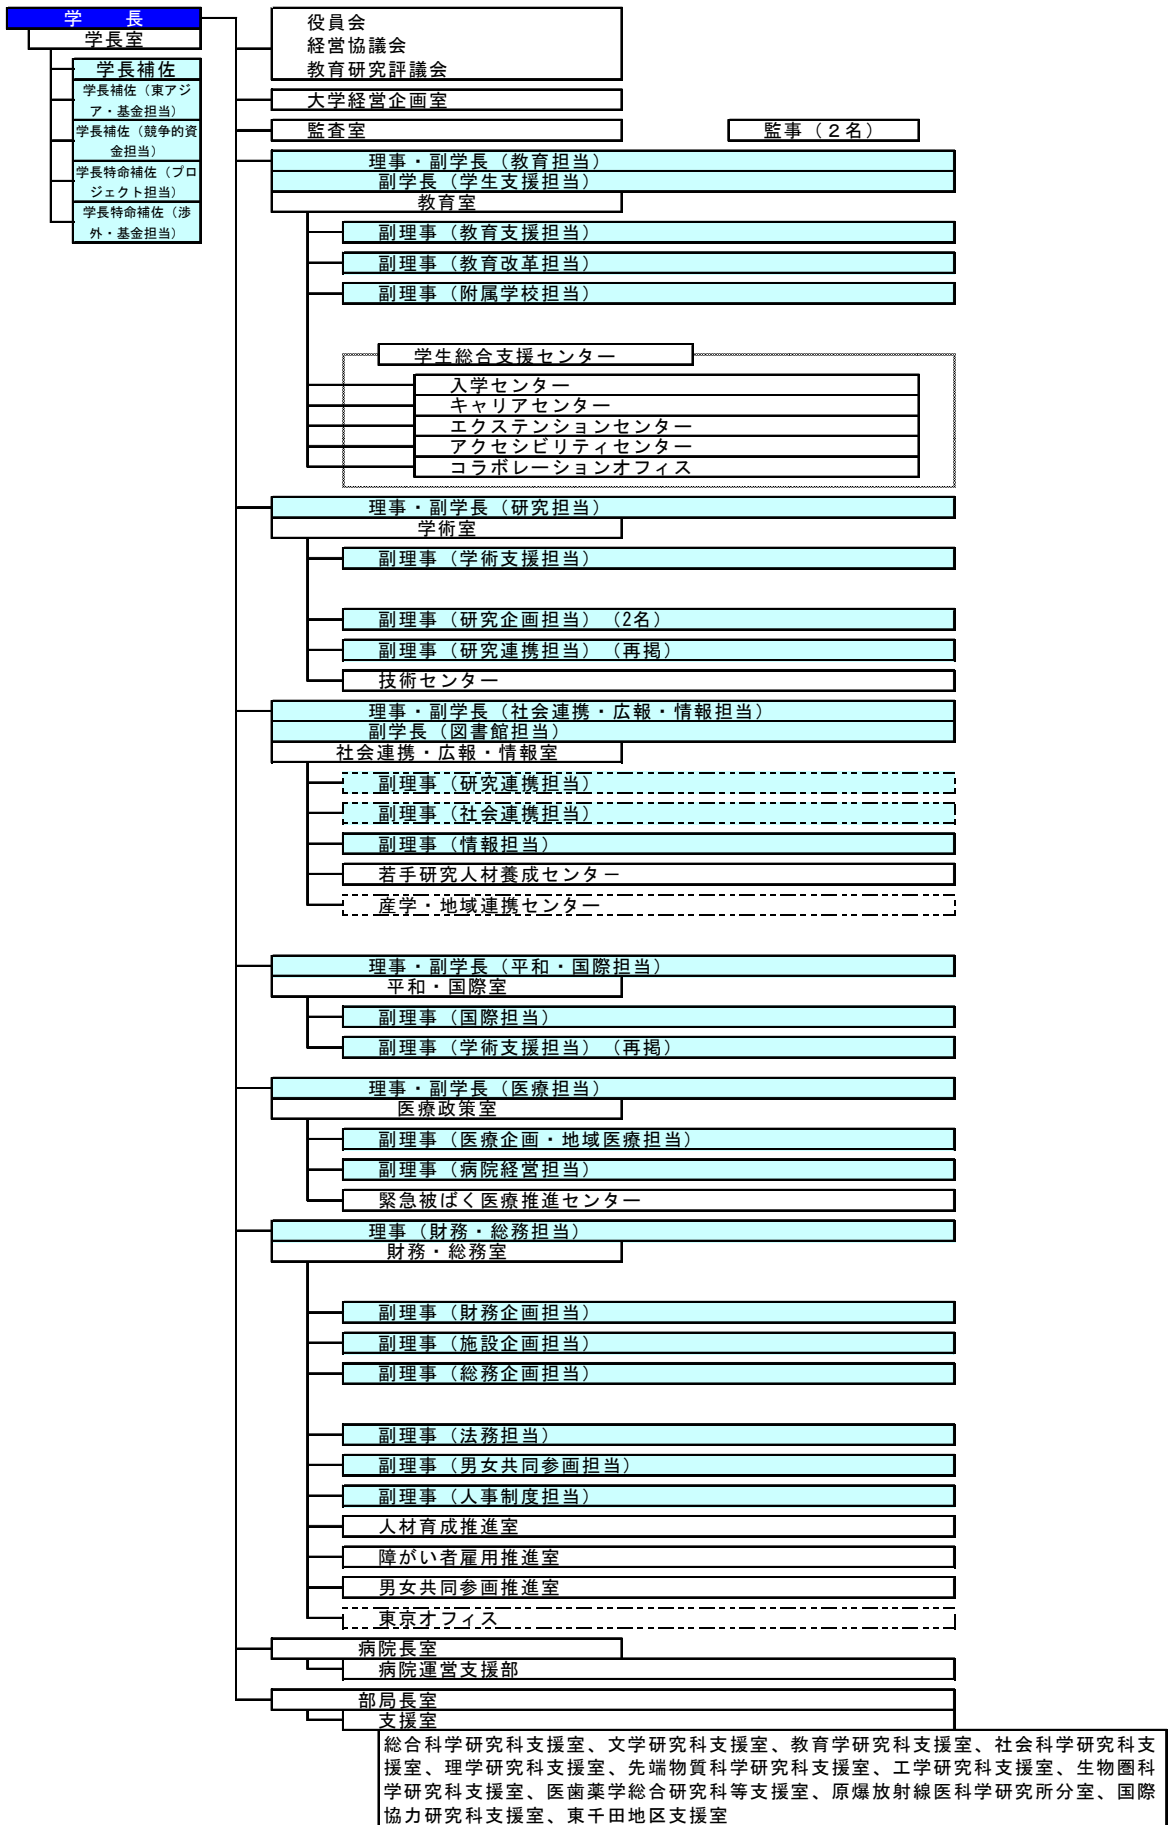 学　　長
学長室
学長補佐
学長補佐（東アジ
ア・基金担当）
学長補佐（競争的資
金担当）
学長特命補佐（プロ
ジェクト担当）
学長特命補佐（渉
外・基金担当）
役員会
経営協議会
教育研究評議会
大学経営企画室
監査室
監事（２名）
理事・副学長（教育担当）
副学長（学生支援担当）
教育室
副理事（教育支援担当）
副理事（教育改革担当）
副理事（附属学校担当）
学生総合支援センター
入学センター
キャリアセンター
エクステンションセンター
アクセシビリティセンター
コラボレーションオフィス
理事・副学長（研究担当）
学術室
副理事（学術支援担当）
副理事（研究企画担当）（2名）
副理事（研究連携担当）（再掲）
技術センター
理事・副学長（社会連携・広報・情報担当）
副学長（図書館担当）
社会連携・広報・情報室
副理事（研究連携担当）
副理事（社会連携担当）
副理事（情報担当）
若手研究人材養成センター
産学・地域連携センター
理事・副学長（平和・国際担当）
平和・国際室
副理事（国際担当）
副理事（学術支援担当）（再掲）
理事・副学長（医療担当）
医療政策室
副理事（医療企画・地域医療担当）
副理事（病院経営担当）
緊急被ばく医療推進センター
理事（財務・総務担当）
財務・総務室
副理事（財務企画担当）
副理事（施設企画担当）
副理事（総務企画担当）
副理事（法務担当）
副理事（男女共同参画担当）
副理事（人事制度担当）
人材育成推進室
障がい者雇用推進室
男女共同参画推進室
東京オフィス
病院長室
病院運営支援部
部局長室
支援室
総合科学研究科支援室、文学研究科支援室、教育学研究科支援室、社会科学研究科支
援室、理学研究科支援室、先端物質科学研究科支援室、工学研究科支援室、生物圏科
学研究科支援室、医歯薬学総合研究科等支援室、原爆放射線医科学研究所分室、国際
協力研究科支援室、東千田地区支援室